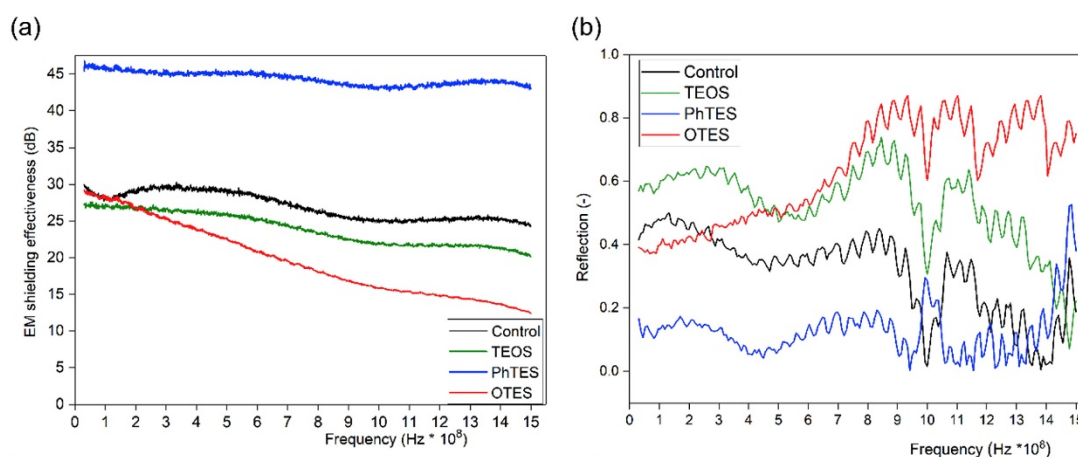 (a)
EM shielding effectiveness (dB)
45
40
35
30
25
20
15
10
5
0
Control
TEOS
PhTES
OTES
0 1 2 3 4 5 6 7 8 9 10 11 12 13 14 15
Frequency (Hz * 10⁸)
(b)
Reflection (-)
1.0
0.8
0.6
0.4
0.2
0.0
Control
TEOS
PhTES
OTES
0 1 2 3 4 5 6 7 8 9 10 11 12 13 14 15
Frequency (Hz *10⁸)